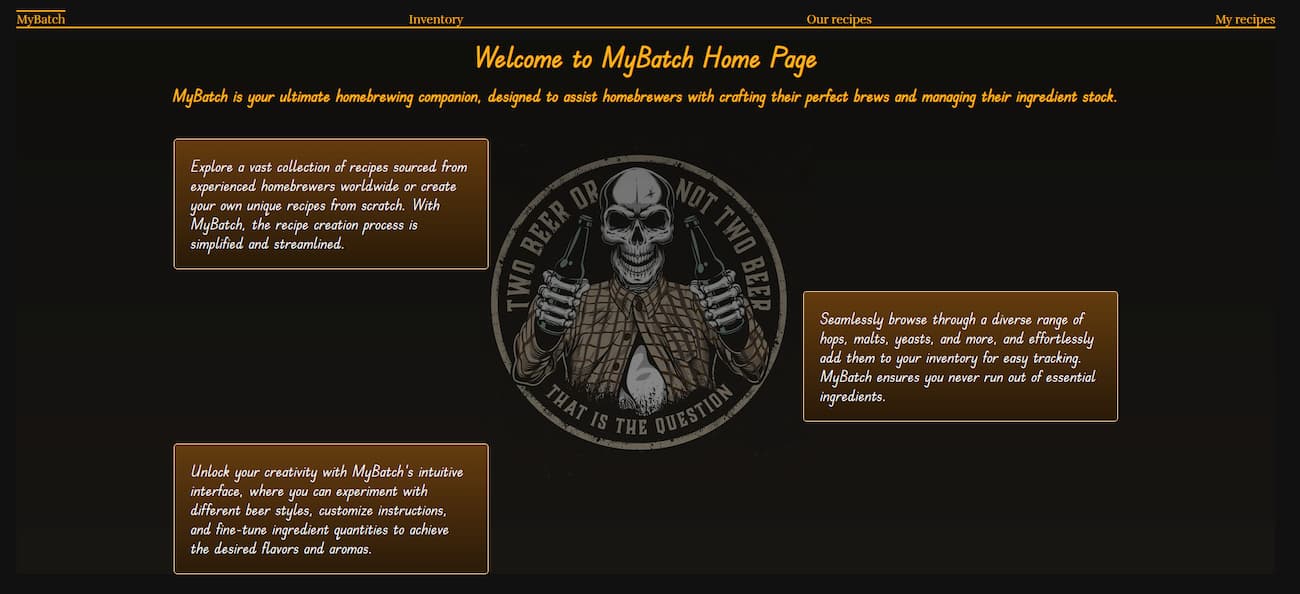 MyBatch
Inventory
Our recipes
My recipes
Welcome to MyBatch Home Page
MyBatch is your ultimate homebrewing companion, designed to assist homebrewers with crafting their perfect brews and managing their ingredient stock.
Explore a vast collection of recipes sourced from
experienced homebrewers worldwide or create
your own unique recipes from scratch. With
MyBatch, the recipe creation process is
simplified and streamlined.
TWO BEER OR NOT TWO BEER
THAT IS THE QUESTION
Seamlessly browse through a diverse range of
hops, malts, yeasts, and more, and effortlessly
add them to your inventory for easy tracking.
MyBatch ensures you never run out of essential
ingredients.
Unlock your creativity with MyBatch's intuitive
interface, where you can experiment with
different beer styles, customize instructions,
and fine-tune ingredient quantities to achieve
the desired flavors and aromas.